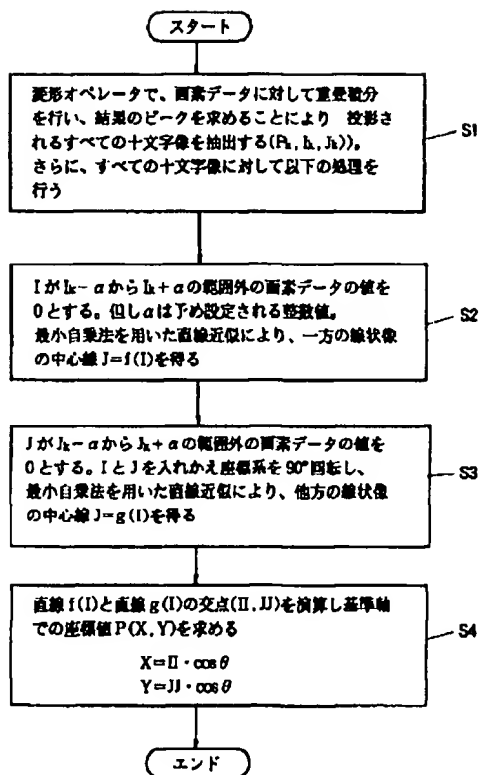 スタート
菱形オペレータで、画素データに対して重畳積分
を行い、結果のピークを求めることにより 投影さ
れるすべての十文字像を抽出する(Pk, Ik, Jk))。
さらに、すべての十文字像に対して以下の処理を
行う
S1
IがIk−αからIk+αの範囲外の画素データの値を
0とする。但しαは予め設定される整数値。
最小自乗法を用いた直線近似により、一方の線状像
の中心線J=f(I)を得る
S2
JがJk−αからJk+αの範囲外の画素データの値を
0とする。IとJを入れかえ座標系を90°回転し、
最小自乗法を用いた直線近似により、他方の線状像
の中心線J=g(I)を得る
S3
直線f(I)と直線g(I)の交点(II, JJ)を演算し基準軸
での座標値P(X, Y)を求める
X=II・cosθ
Y=JJ・cosθ
S4
エンド